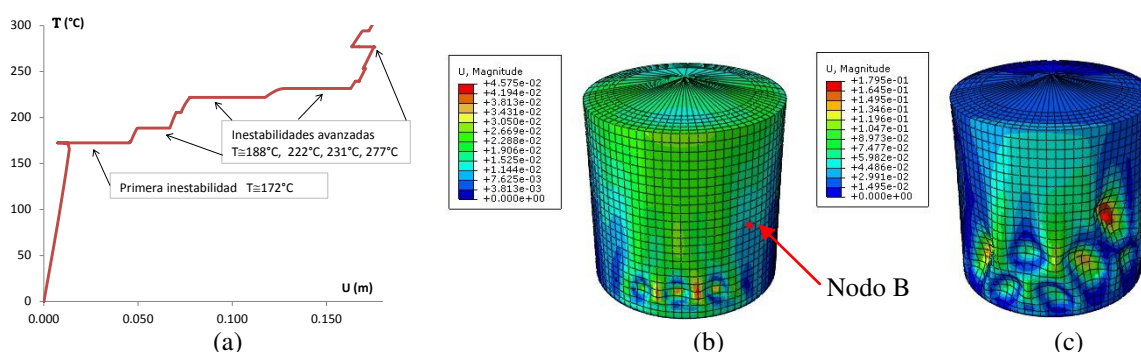 T (°C)
300
250
200
150
100
50
0
0.000
0.050
0.100
0.150
U (m)
Inestabilidades avanzadas
T≅188°C, 222°C, 231°C, 277°C
Primera inestabilidad T≅172°C
(a)
U, Magnitude
+4.575e-02
+4.194e-02
+3.813e-02
+3.431e-02
+3.050e-02
+2.669e-02
+2.288e-02
+1.906e-02
+1.525e-02
+1.144e-02
+7.625e-03
+3.813e-03
+0.000e+00
Nodo B
(b)
U, Magnitude
+1.795e-01
+1.645e-01
+1.495e-01
+1.346e-01
+1.196e-01
+1.047e-01
+8.973e-02
+7.477e-02
+5.982e-02
+4.486e-02
+2.991e-02
+1.495e-02
+0.000e+00
(c)